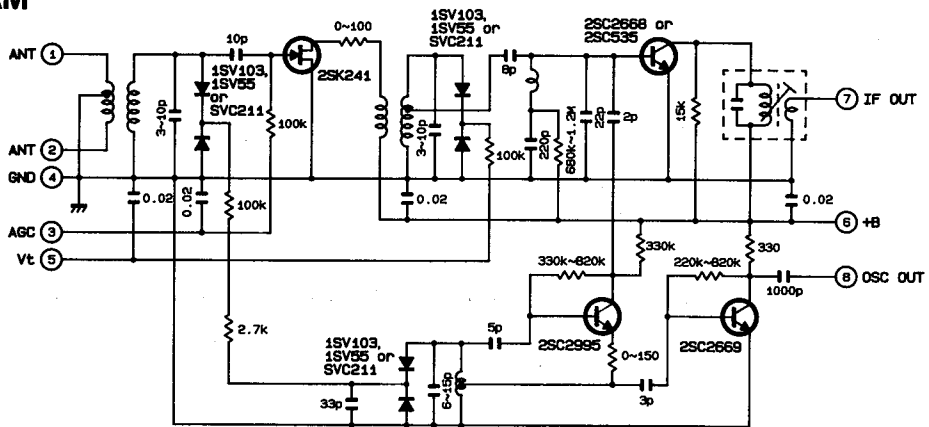 ANT 1
ANT 2
GND 4
AGC 3
Vt 5
3~10p
10p
1SV103,
1SV55 or
SVC211
1SV103,
1SV55
or
SVC211
2SK241
0~100
100k
0.02
0.02
100k
2.7k
3~10p
100k
0.02
8p
220p
680k~1.2M
22p
2p
2SC2668 or
2SC535
15k
7 IF OUT
0.02
6 +B
330
8 OSC OUT
1000p
330k
330k~820k
220k~820k
2SC2995
2SC2669
0~150
3p
5p
1SV103,
1SV55 or
SVC211
33p
6~15p